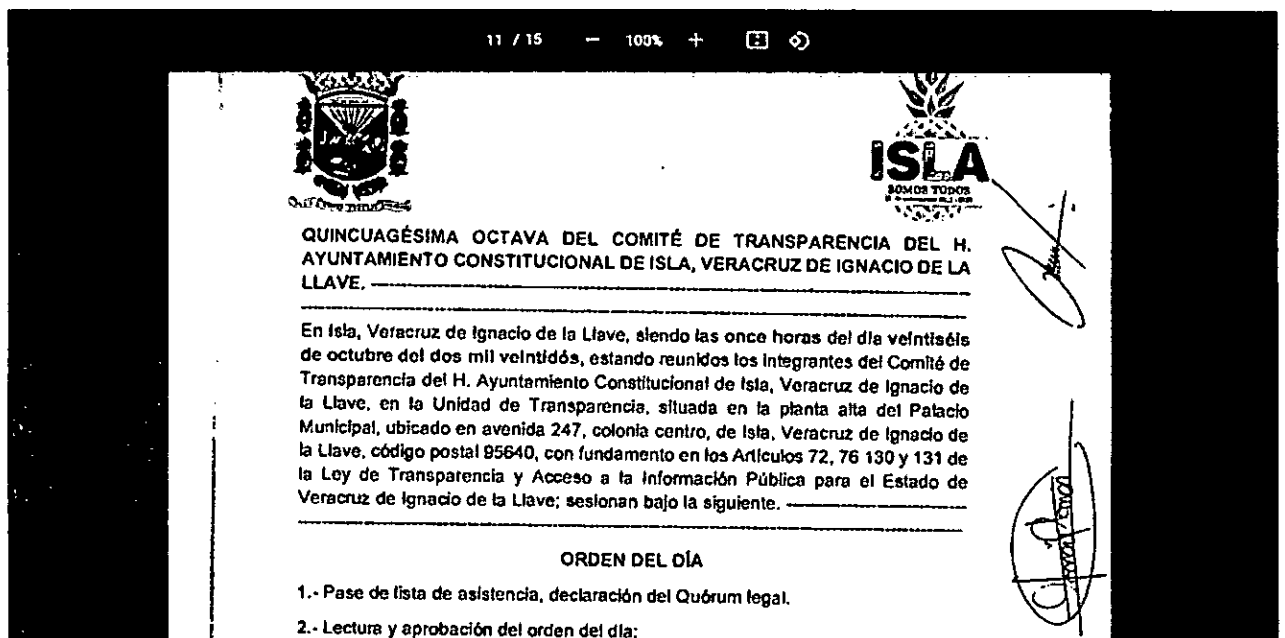 11 / 15 — 100% +
ISLA
SOMOS TODOS
QUINCUAGÉSIMA OCTAVA DEL COMITÉ DE TRANSPARENCIA DEL H.
AYUNTAMIENTO CONSTITUCIONAL DE ISLA, VERACRUZ DE IGNACIO DE LA
LLAVE.
En Isla, Veracruz de Ignacio de la Llave, siendo las once horas del día veintiséis
de octubre del dos mil veintidós, estando reunidos los integrantes del Comité de
Transparencia del H. Ayuntamiento Constitucional de Isla, Veracruz de Ignacio de
la Llave, en la Unidad de Transparencia, situada en la planta alta del Palacio
Municipal, ubicado en avenida 247, colonia centro, de Isla, Veracruz de Ignacio de
la Llave, código postal 95640, con fundamento en los Artículos 72, 76 130 y 131 de
la Ley de Transparencia y Acceso a la Información Pública para el Estado de
Veracruz de Ignacio de la Llave; sesionan bajo la siguiente.
ORDEN DEL DÍA
1.- Pase de lista de asistencia, declaración del Quórum legal.
2.- Lectura y aprobación del orden del día;